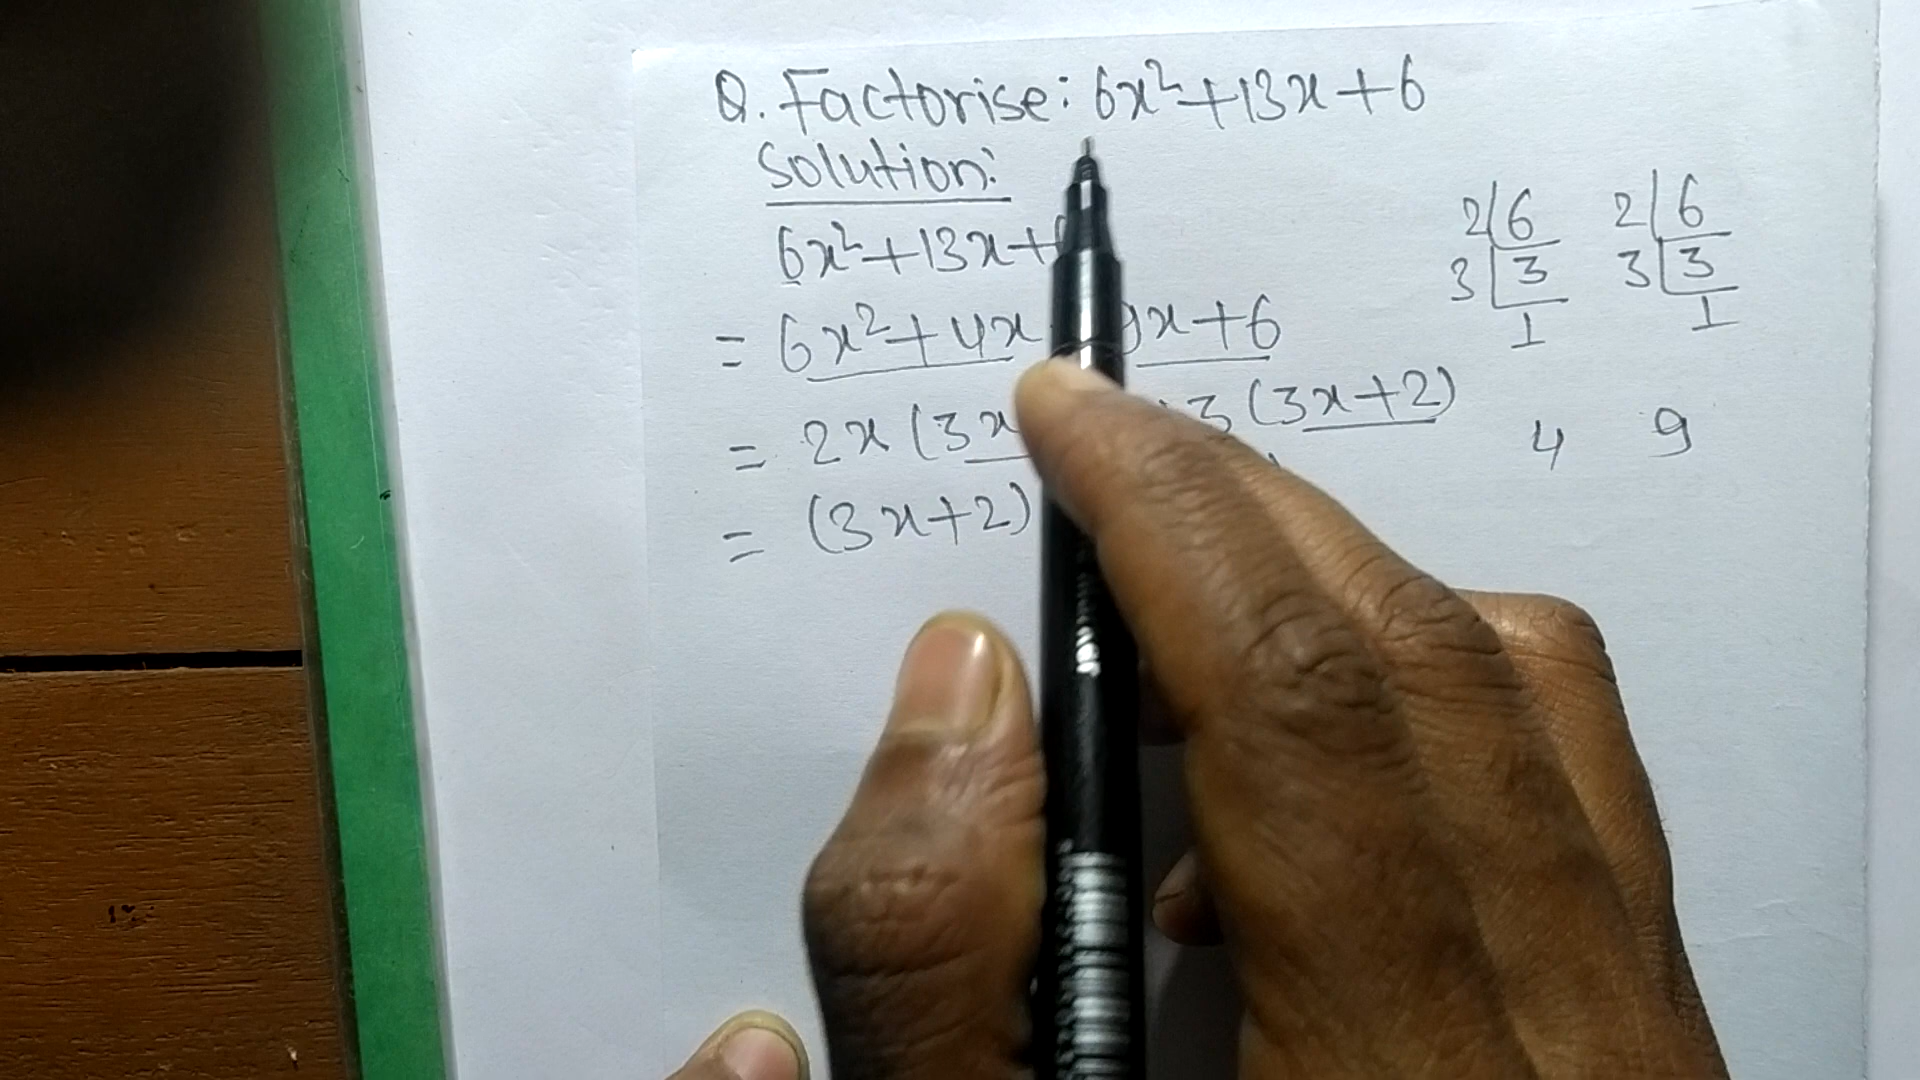 Q. Factorise: 6x²+13x+6
Solution:
6x²+13x+
= 6x²+4x 9x+6
= 2x(3x +3(3x+2)
= (3x+2)
2 6
3 3
1
2 6
3 3
1
4 9